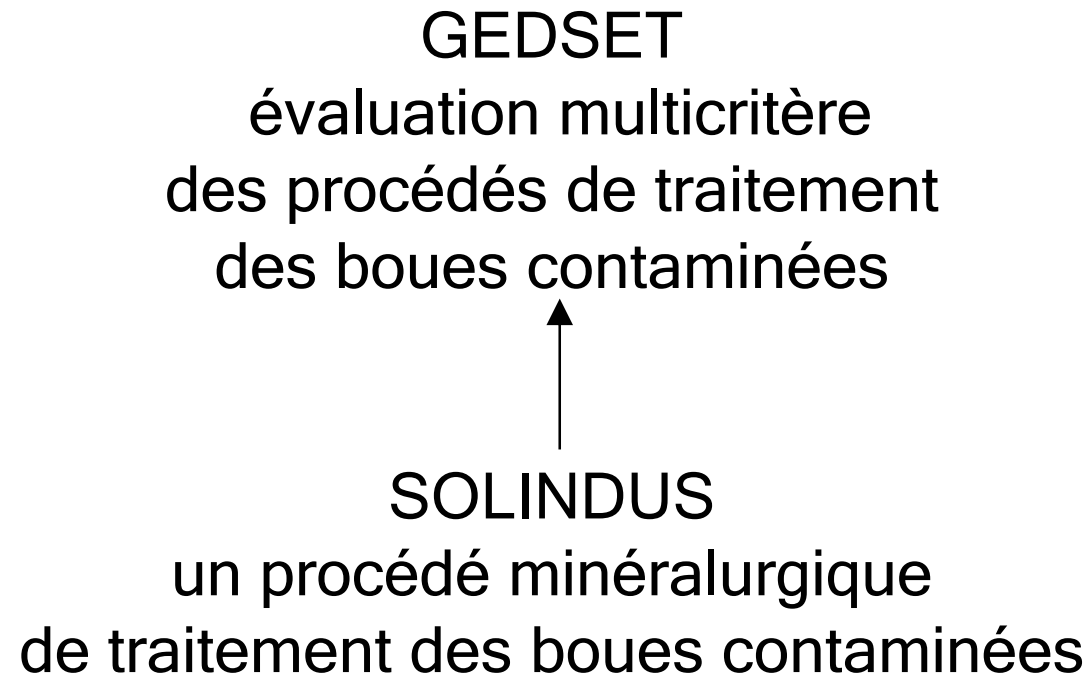 GEDSET
évaluation multicritère
des procédés de traitement
des boues contaminées
SOLINDUS
un procédé minéralurgique
de traitement des boues contaminées